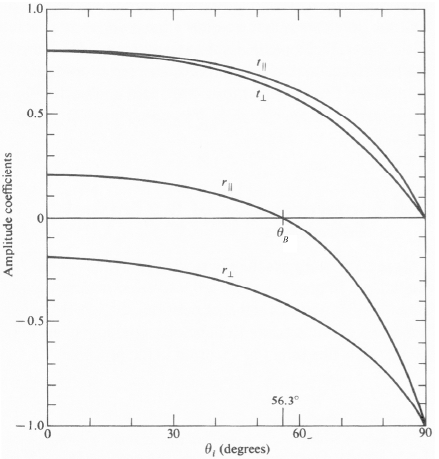 1.0
r∥
t⊥
0.5
Amplitude coefficients
r∥
0
θB
r⊥
−0.5
56.3°
−1.0
0
30
60
90
θi (degrees)